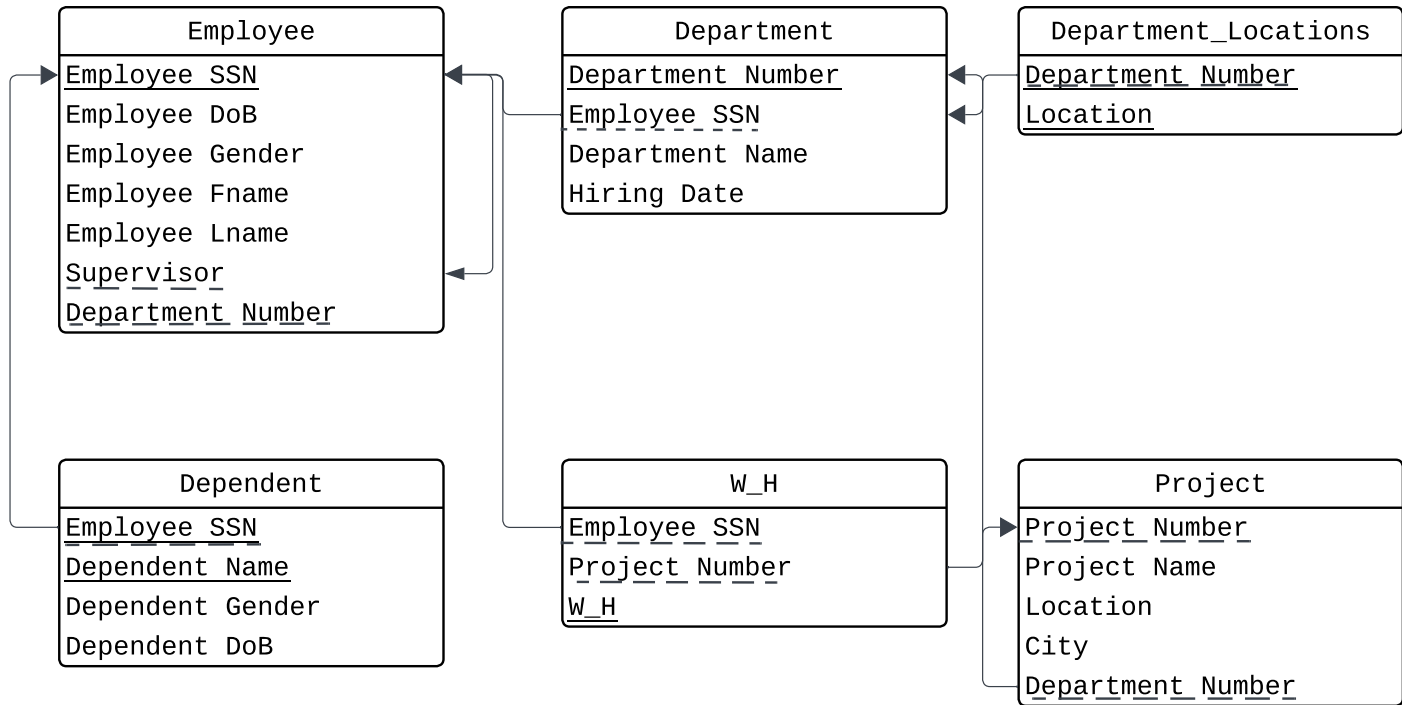 Employee
Employee SSN
Employee DoB
Employee Gender
Employee Fname
Employee Lname
Supervisor
Department Number
Department
Department Number
Employee SSN
Department Name
Hiring Date
Department_Locations
Department Number
Location
Dependent
Employee SSN
Dependent Name
Dependent Gender
Dependent DoB
W_H
Employee SSN
Project Number
W_H
Project
Project Number
Project Name
Location
City
Department Number